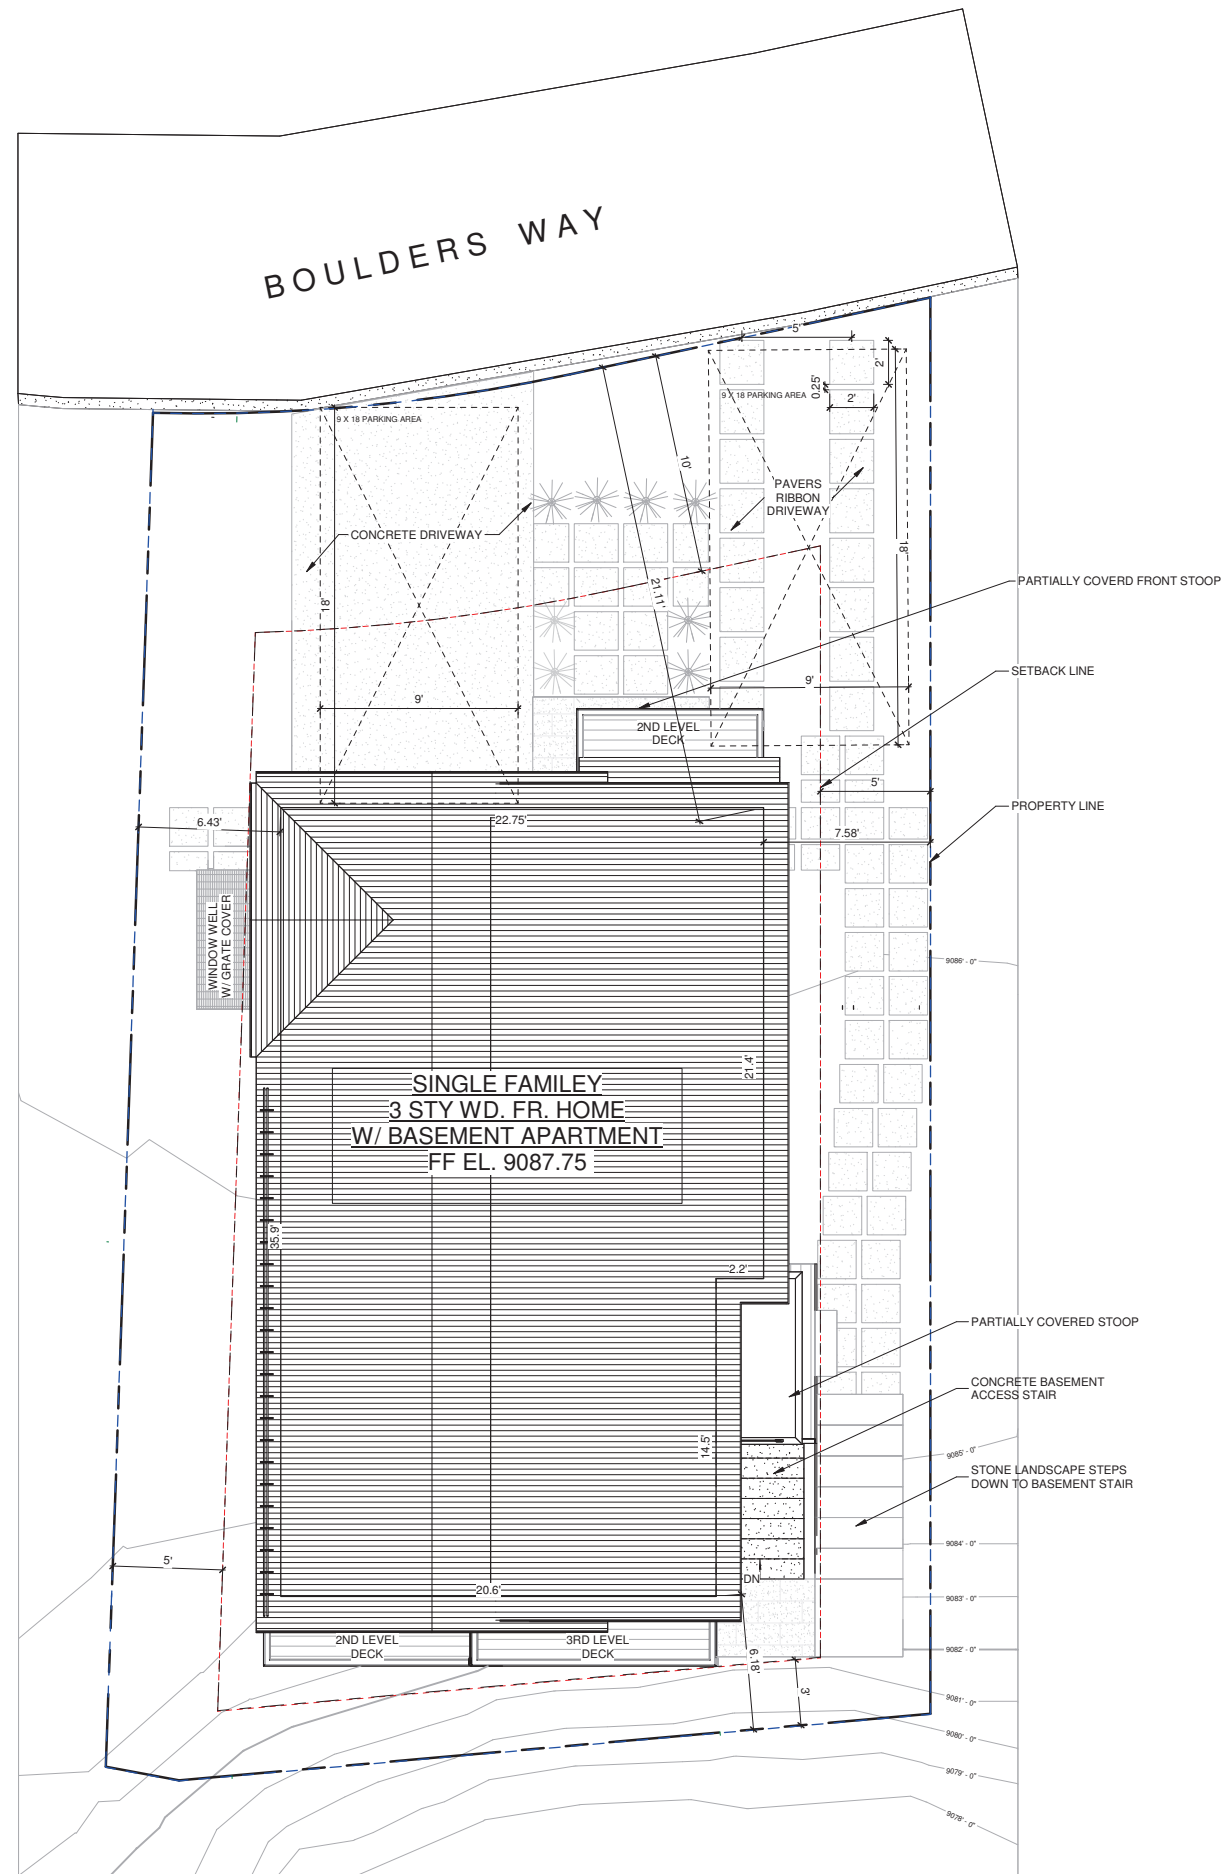 BOULDERS WAY
5'
2'
0.25'
2'
9 X 18 PARKING AREA
9 X 18 PARKING AREA
10'
PAVERS
RIBBON
DRIVEWAY
CONCRETE DRIVEWAY
18'
21.11'
18'
PARTIALLY COVERD FRONT STOOP
SETBACK LINE
9'
9'
2ND LEVEL
DECK
5'
PROPERTY LINE
6.43'
22.75'
7.58'
WINDOW WELL
W/ GRATE COVER
9086' - 0"
21.4'
SINGLE FAMILEY
3 STY WD. FR. HOME
W/ BASEMENT APARTMENT
FF EL. 9087.75
35.9'
2.2'
PARTIALLY COVERED STOOP
CONCRETE BASEMENT
ACCESS STAIR
14.5'
9085' - 0"
STONE LANDSCAPE STEPS
DOWN TO BASEMENT STAIR
9084' - 0"
5'
DN
20.6'
9083' - 0"
2ND LEVEL
DECK
3RD LEVEL
DECK
9082' - 0"
6.18'
3'
9081' - 0"
9080' - 0"
9079' - 0"
9078' - 0"